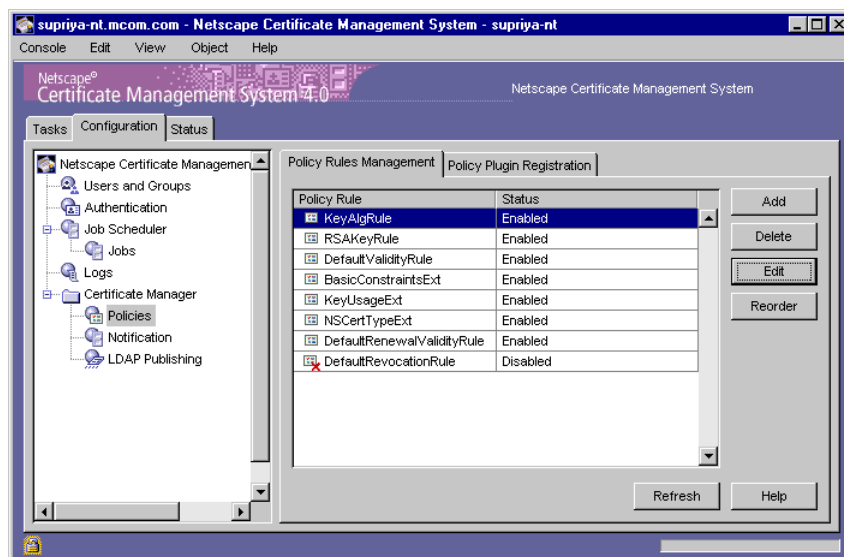 supriya-nt.mcom.com - Netscape Certificate Management System - supriya-nt
Console Edit View Object Help
Netscape®
Certificate Management System 4.0
Netscape Certificate Management System
Tasks Configuration Status
Netscape Certificate Managemen
Users and Groups
Authentication
Job Scheduler
Jobs
Logs
Certificate Manager
Policies
Notification
LDAP Publishing
Policy Rules Management Policy Plugin Registration
Policy Rule Status
KeyAlgRule Enabled
RSAKeyRule Enabled
DefaultValidityRule Enabled
BasicConstraintsExt Enabled
KeyUsageExt Enabled
NSCertTypeExt Enabled
DefaultRenewalValidityRule Enabled
DefaultRevocationRule Disabled
Add
Delete
Edit
Reorder
Refresh Help